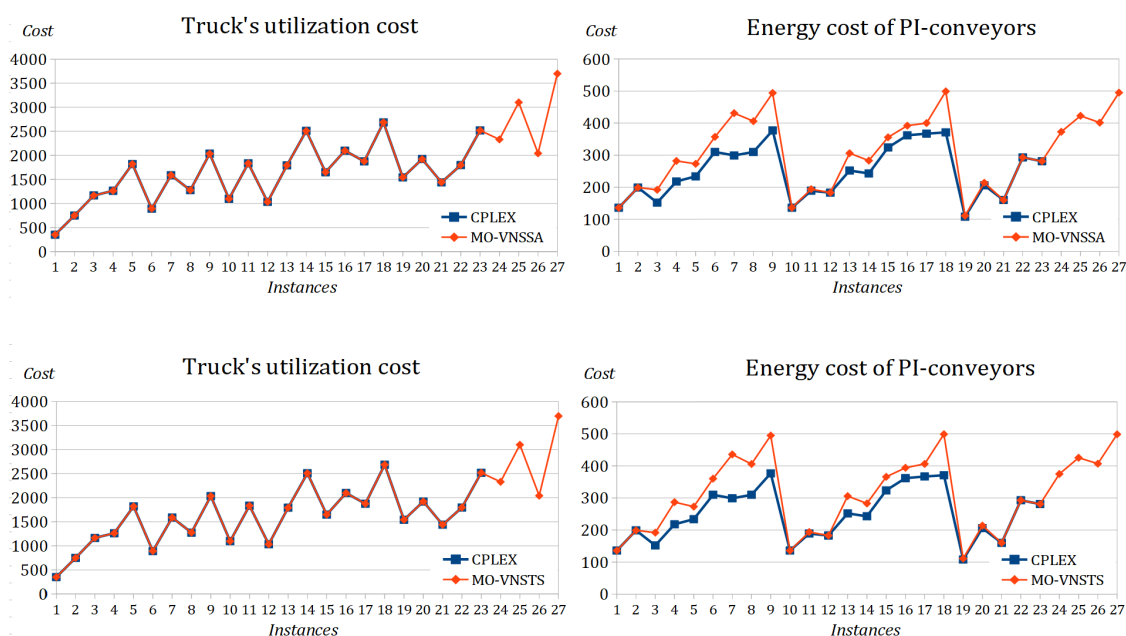 Truck's utilization cost
Cost
4000
3500
3000
2500
2000
1500
1000
500
0
CPLEX
MO-VNSSA
1 2 3 4 5 6 7 8 9 10 11 12 13 14 15 16 17 18 19 20 21 22 23 24 25 26 27
Instances
Energy cost of PI-conveyors
Cost
600
500
400
300
200
100
0
CPLEX
MO-VNSSA
1 2 3 4 5 6 7 8 9 10 11 12 13 14 15 16 17 18 19 20 21 22 23 24 25 26 27
Instances
Truck's utilization cost
Cost
4000
3500
3000
2500
2000
1500
1000
500
0
CPLEX
MO-VNSTS
1 2 3 4 5 6 7 8 9 10 11 12 13 14 15 16 17 18 19 20 21 22 23 24 25 26 27
Instances
Energy cost of PI-conveyors
Cost
600
500
400
300
200
100
0
CPLEX
MO-VNSTS
1 2 3 4 5 6 7 8 9 10 11 12 13 14 15 16 17 18 19 20 21 22 23 24 25 26 27
Instances